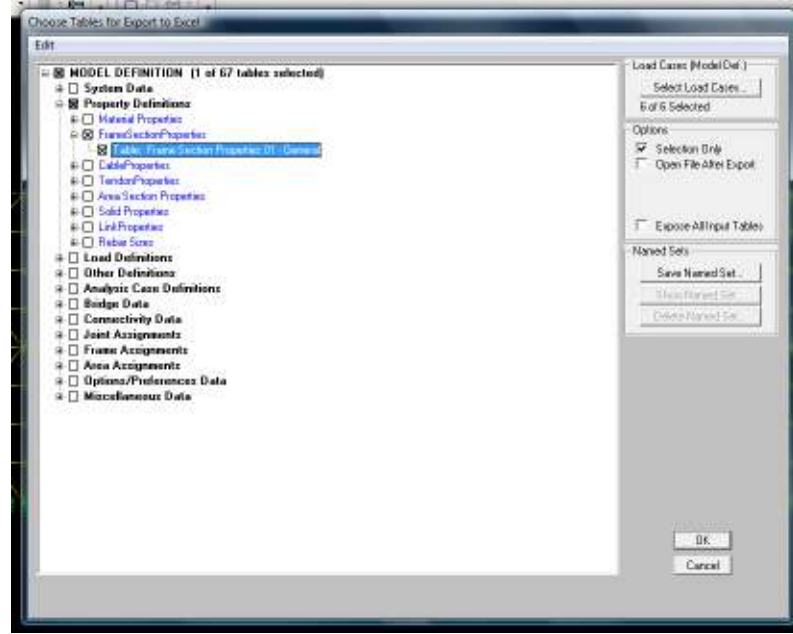 Choose Tables for Export to Excel
Edit
MODEL DEFINITION (1 of 67 tables selected)
System Data
Property Definitions
Material Properties
FrameSectionProperties
Table: Frame Section Properties 01 - General
CableProperties
TendonProperties
Area Section Properties
Solid Properties
LinkProperties
Rebar Sizes
Load Definitions
Other Definitions
Analysis Case Definitions
Bridge Data
Connectivity Data
Joint Assignments
Frame Assignments
Area Assignments
Options/Preferences Data
Miscellaneous Data
Load Cases (Model Def.)
Select Load Cases...
6 of 6 Selected
Options
Selection Only
Open File After Export
Expose All Input Tables
Named Sets
Save Named Set...
Show Named Set...
Delete Named Set...
OK
Cancel